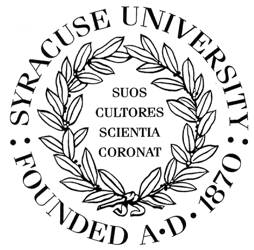 · SYRACUSE UNIVERSITY ·
FOUNDED A·D·1870
SUOS
CULTORES
SCIENTIA
CORONAT